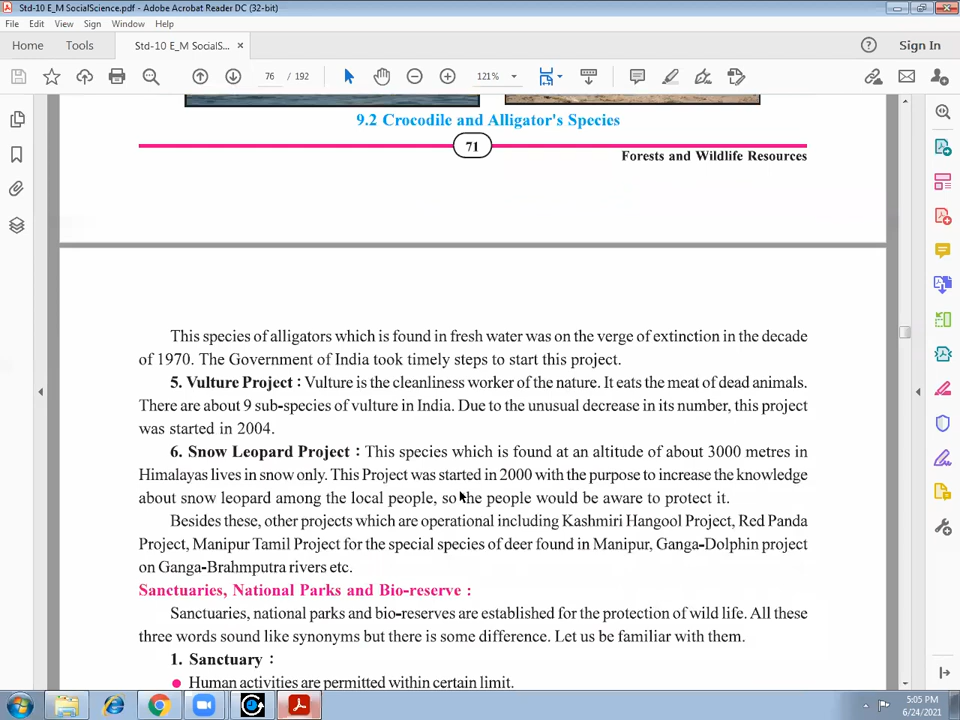 Std-10 E_M SocialScience.pdf - Adobe Acrobat Reader DC (32-bit)
File Edit View Sign Window Help
Home Tools Std-10 E_M SocialS... × Sign In
76 / 192 121%
9.2 Crocodile and Alligator's Species
71
Forests and Wildlife Resources
This species of alligators which is found in fresh water was on the verge of extinction in the decade
of 1970. The Government of India took timely steps to start this project.
5. Vulture Project : Vulture is the cleanliness worker of the nature. It eats the meat of dead animals.
There are about 9 sub-species of vulture in India. Due to the unusual decrease in its number, this project
was started in 2004.
6. Snow Leopard Project : This species which is found at an altitude of about 3000 metres in
Himalayas lives in snow only. This Project was started in 2000 with the purpose to increase the knowledge
about snow leopard among the local people, so the people would be aware to protect it.
Besides these, other projects which are operational including Kashmiri Hangool Project, Red Panda
Project, Manipur Tamil Project for the special species of deer found in Manipur, Ganga-Dolphin project
on Ganga-Brahmputra rivers etc.
Sanctuaries, National Parks and Bio-reserve :
Sanctuaries, national parks and bio-reserves are established for the protection of wild life. All these
three words sound like synonyms but there is some difference. Let us be familiar with them.
1. Sanctuary :
● Human activities are permitted within certain limit.
5:05 PM
6/24/2021